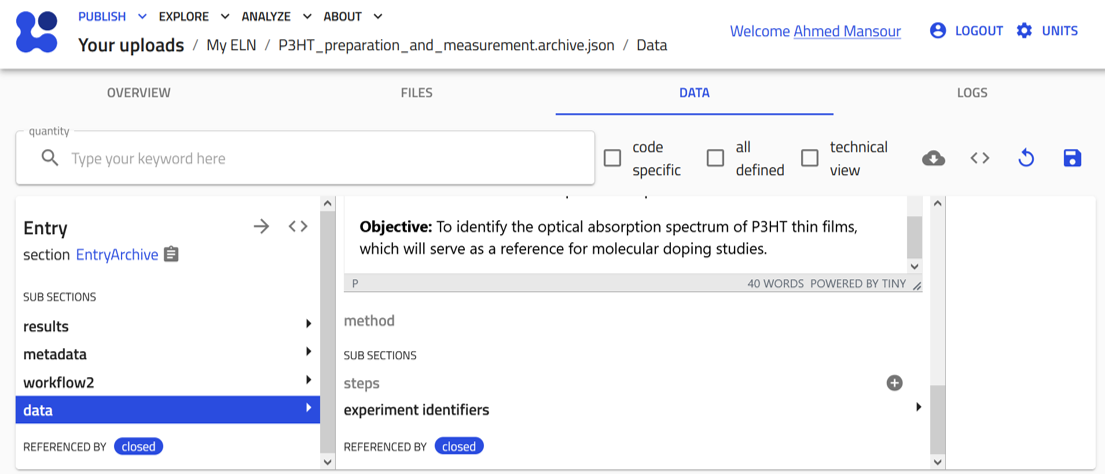 PUBLISH EXPLORE ANALYZE ABOUT
Your uploads / My ELN / P3HT_preparation_and_measurement.archive.json / Data
Welcome Ahmed Mansour LOGOUT UNITS
OVERVIEW FILES DATA LOGS
quantity
Type your keyword here
code specific
all defined
technical view
<>
Entry <>
section EntryArchive
SUB SECTIONS
results
metadata
workflow2
data
REFERENCED BY closed
Objective: To identify the optical absorption spectrum of P3HT thin films,
which will serve as a reference for molecular doping studies.
P 40 WORDS POWERED BY TINY
method
SUB SECTIONS
steps
experiment identifiers
REFERENCED BY closed